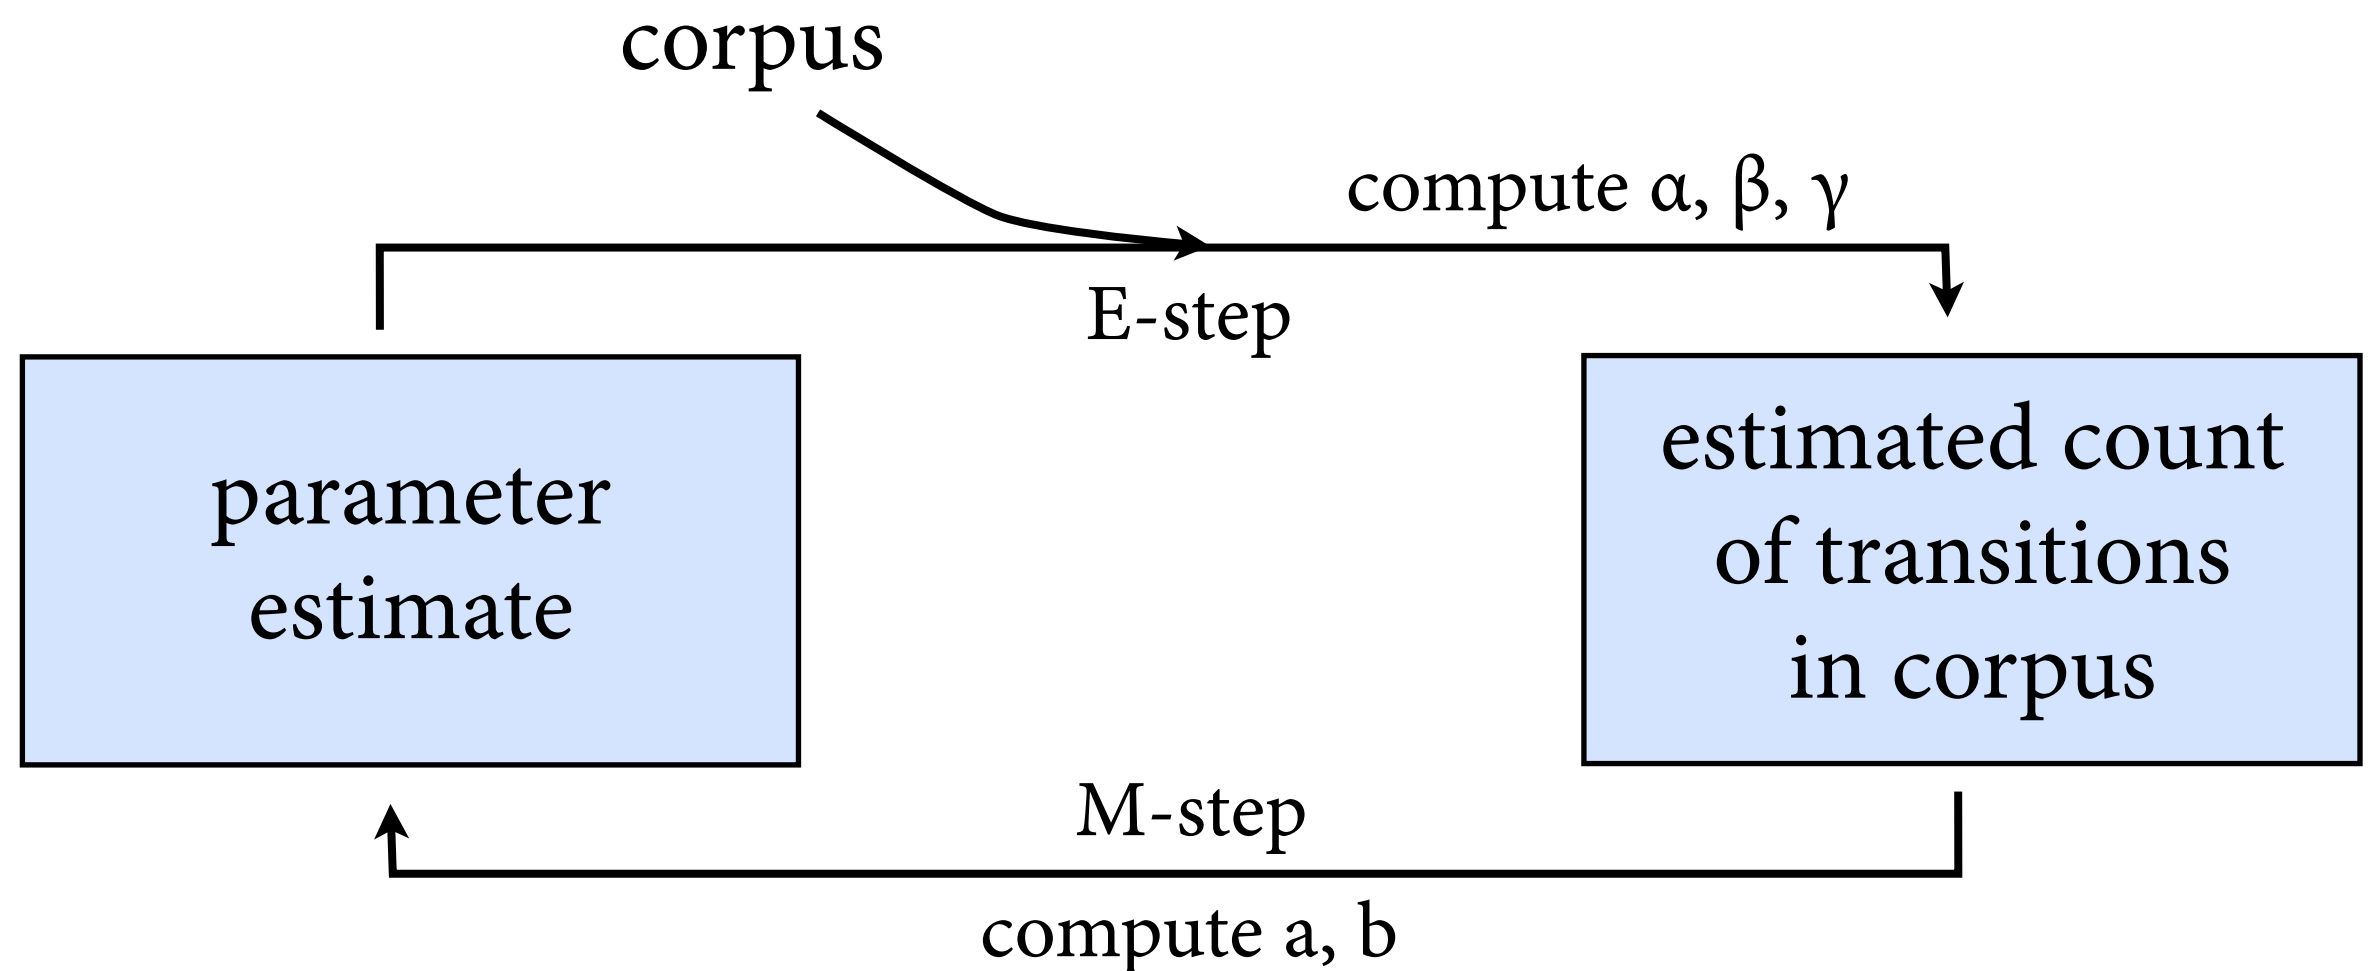 corpus
compute α, β, γ
E-step
parameter
estimate
estimated count
of transitions
in corpus
M-step
compute a, b